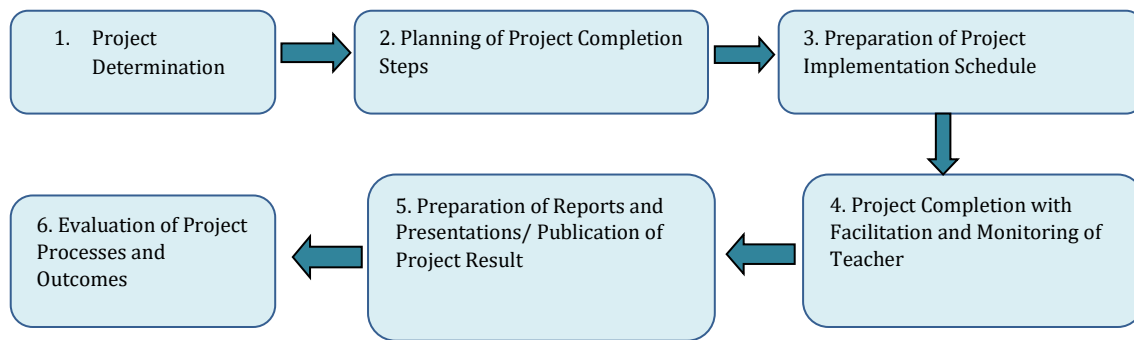 1. Project
Determination
2. Planning of Project Completion
Steps
3. Preparation of Project
Implementation Schedule
4. Project Completion with
Facilitation and Monitoring of
Teacher
5. Preparation of Reports and
Presentations/ Publication of
Project Result
6. Evaluation of Project
Processes and
Outcomes